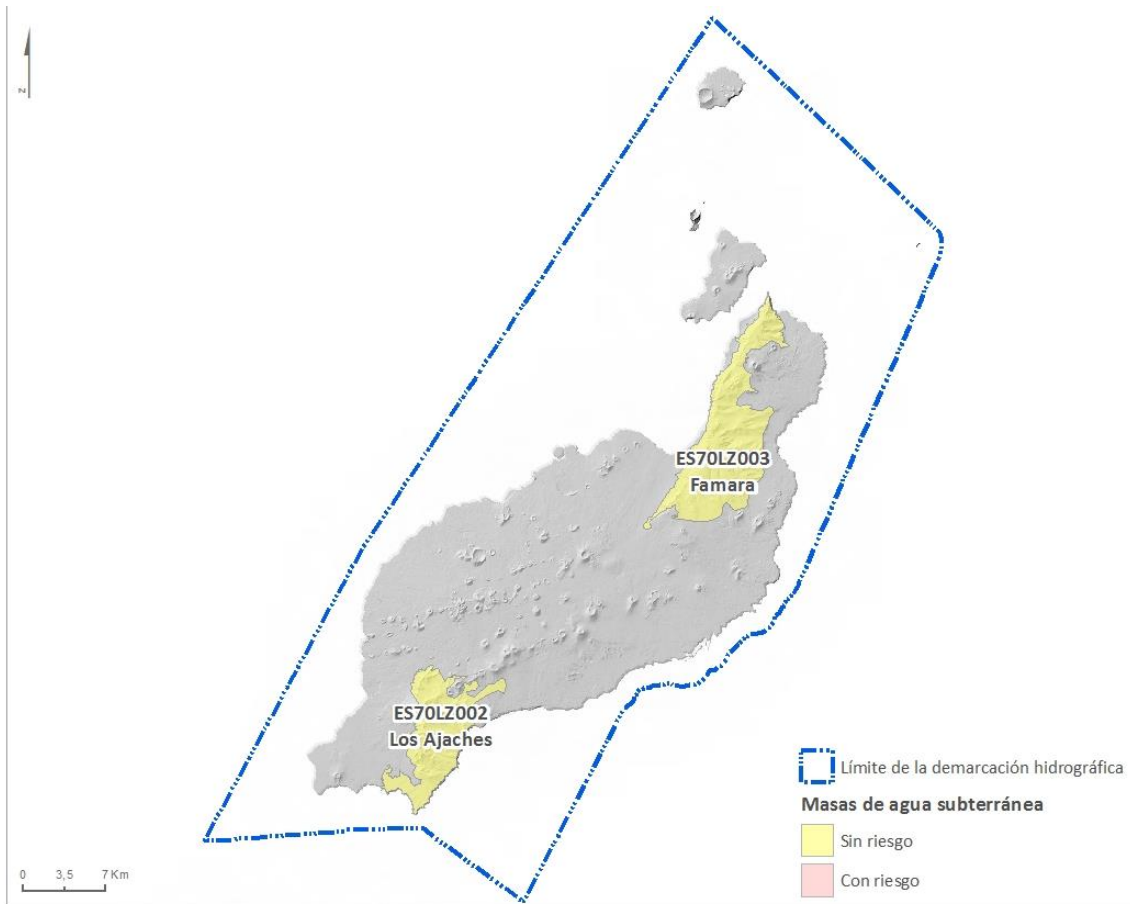 N
ES70LZ003
Famara
ES70LZ002
Los Ajaches
Límite de la demarcación hidrográfica
Masas de agua subterránea
Sin riesgo
Con riesgo
0 3,5 7 Km